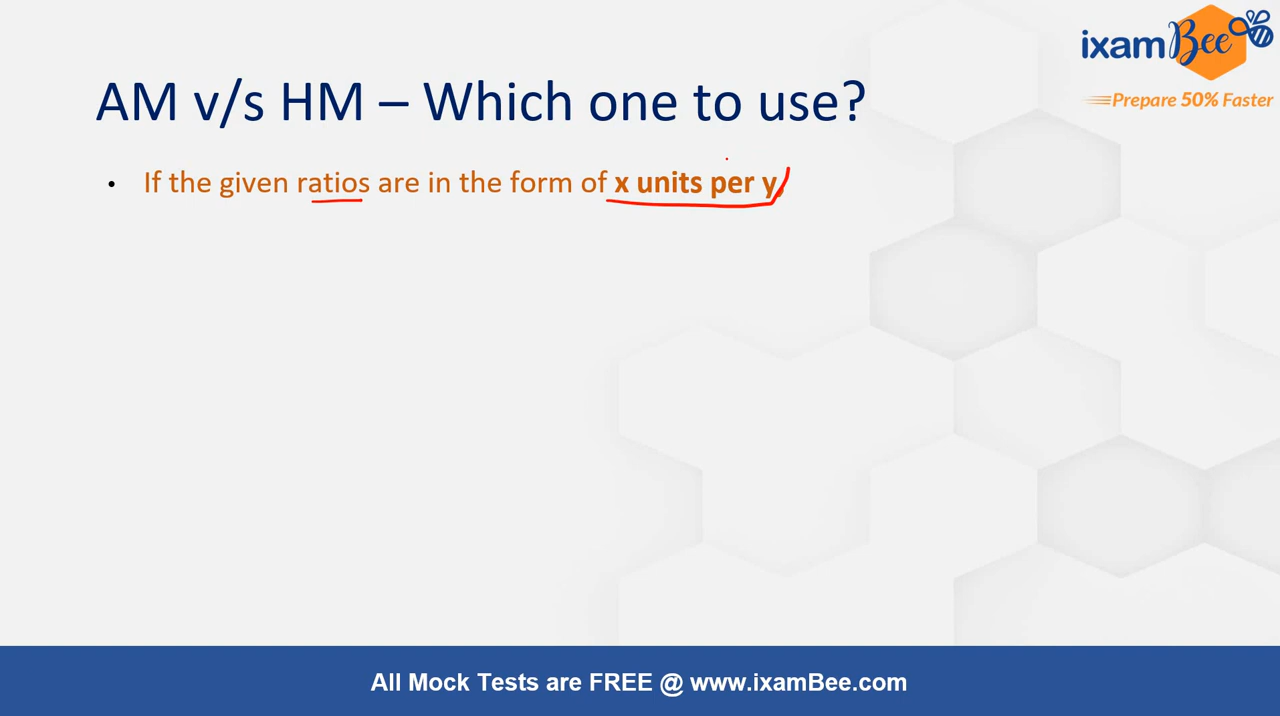 ixamBee
Prepare 50% Faster
AM v/s HM – Which one to use?
• If the given ratios are in the form of x units per y,
All Mock Tests are FREE @ www.ixamBee.com